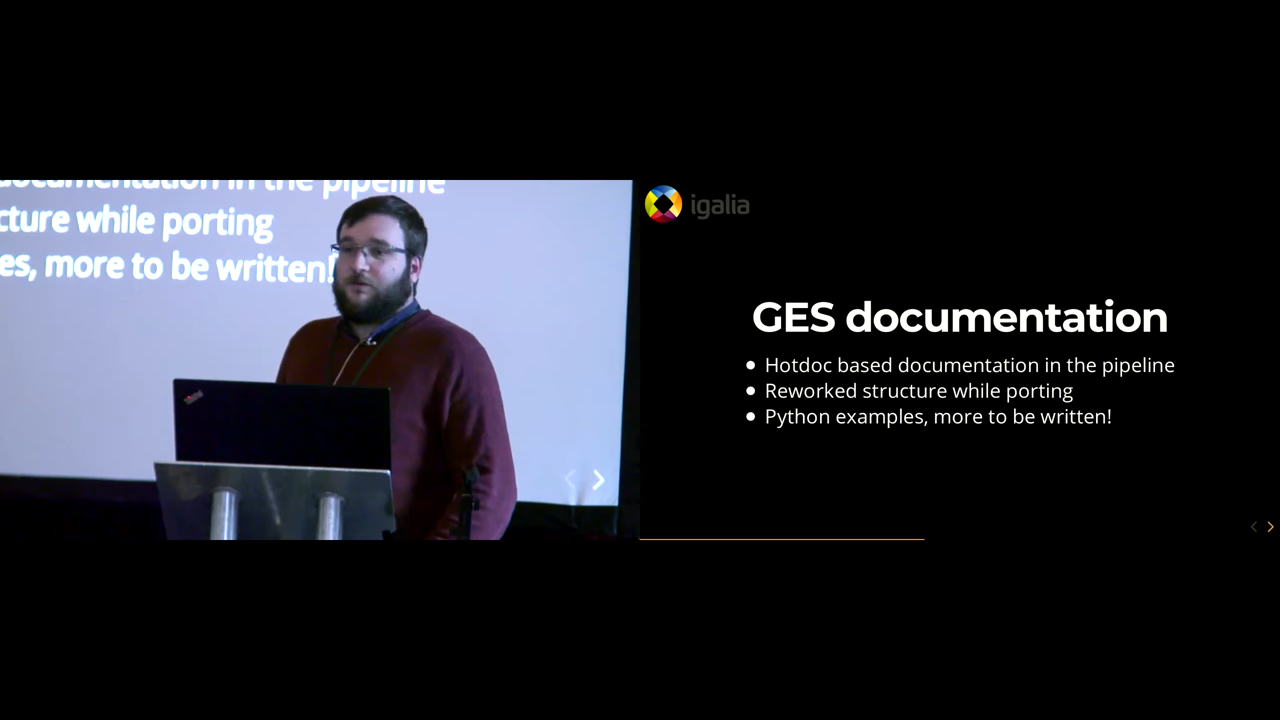 documentation in the pipeline
cture while porting
es, more to be written!
ThinkPad
igalia
GES documentation
Hotdoc based documentation in the pipeline
Reworked structure while porting
Python examples, more to be written!